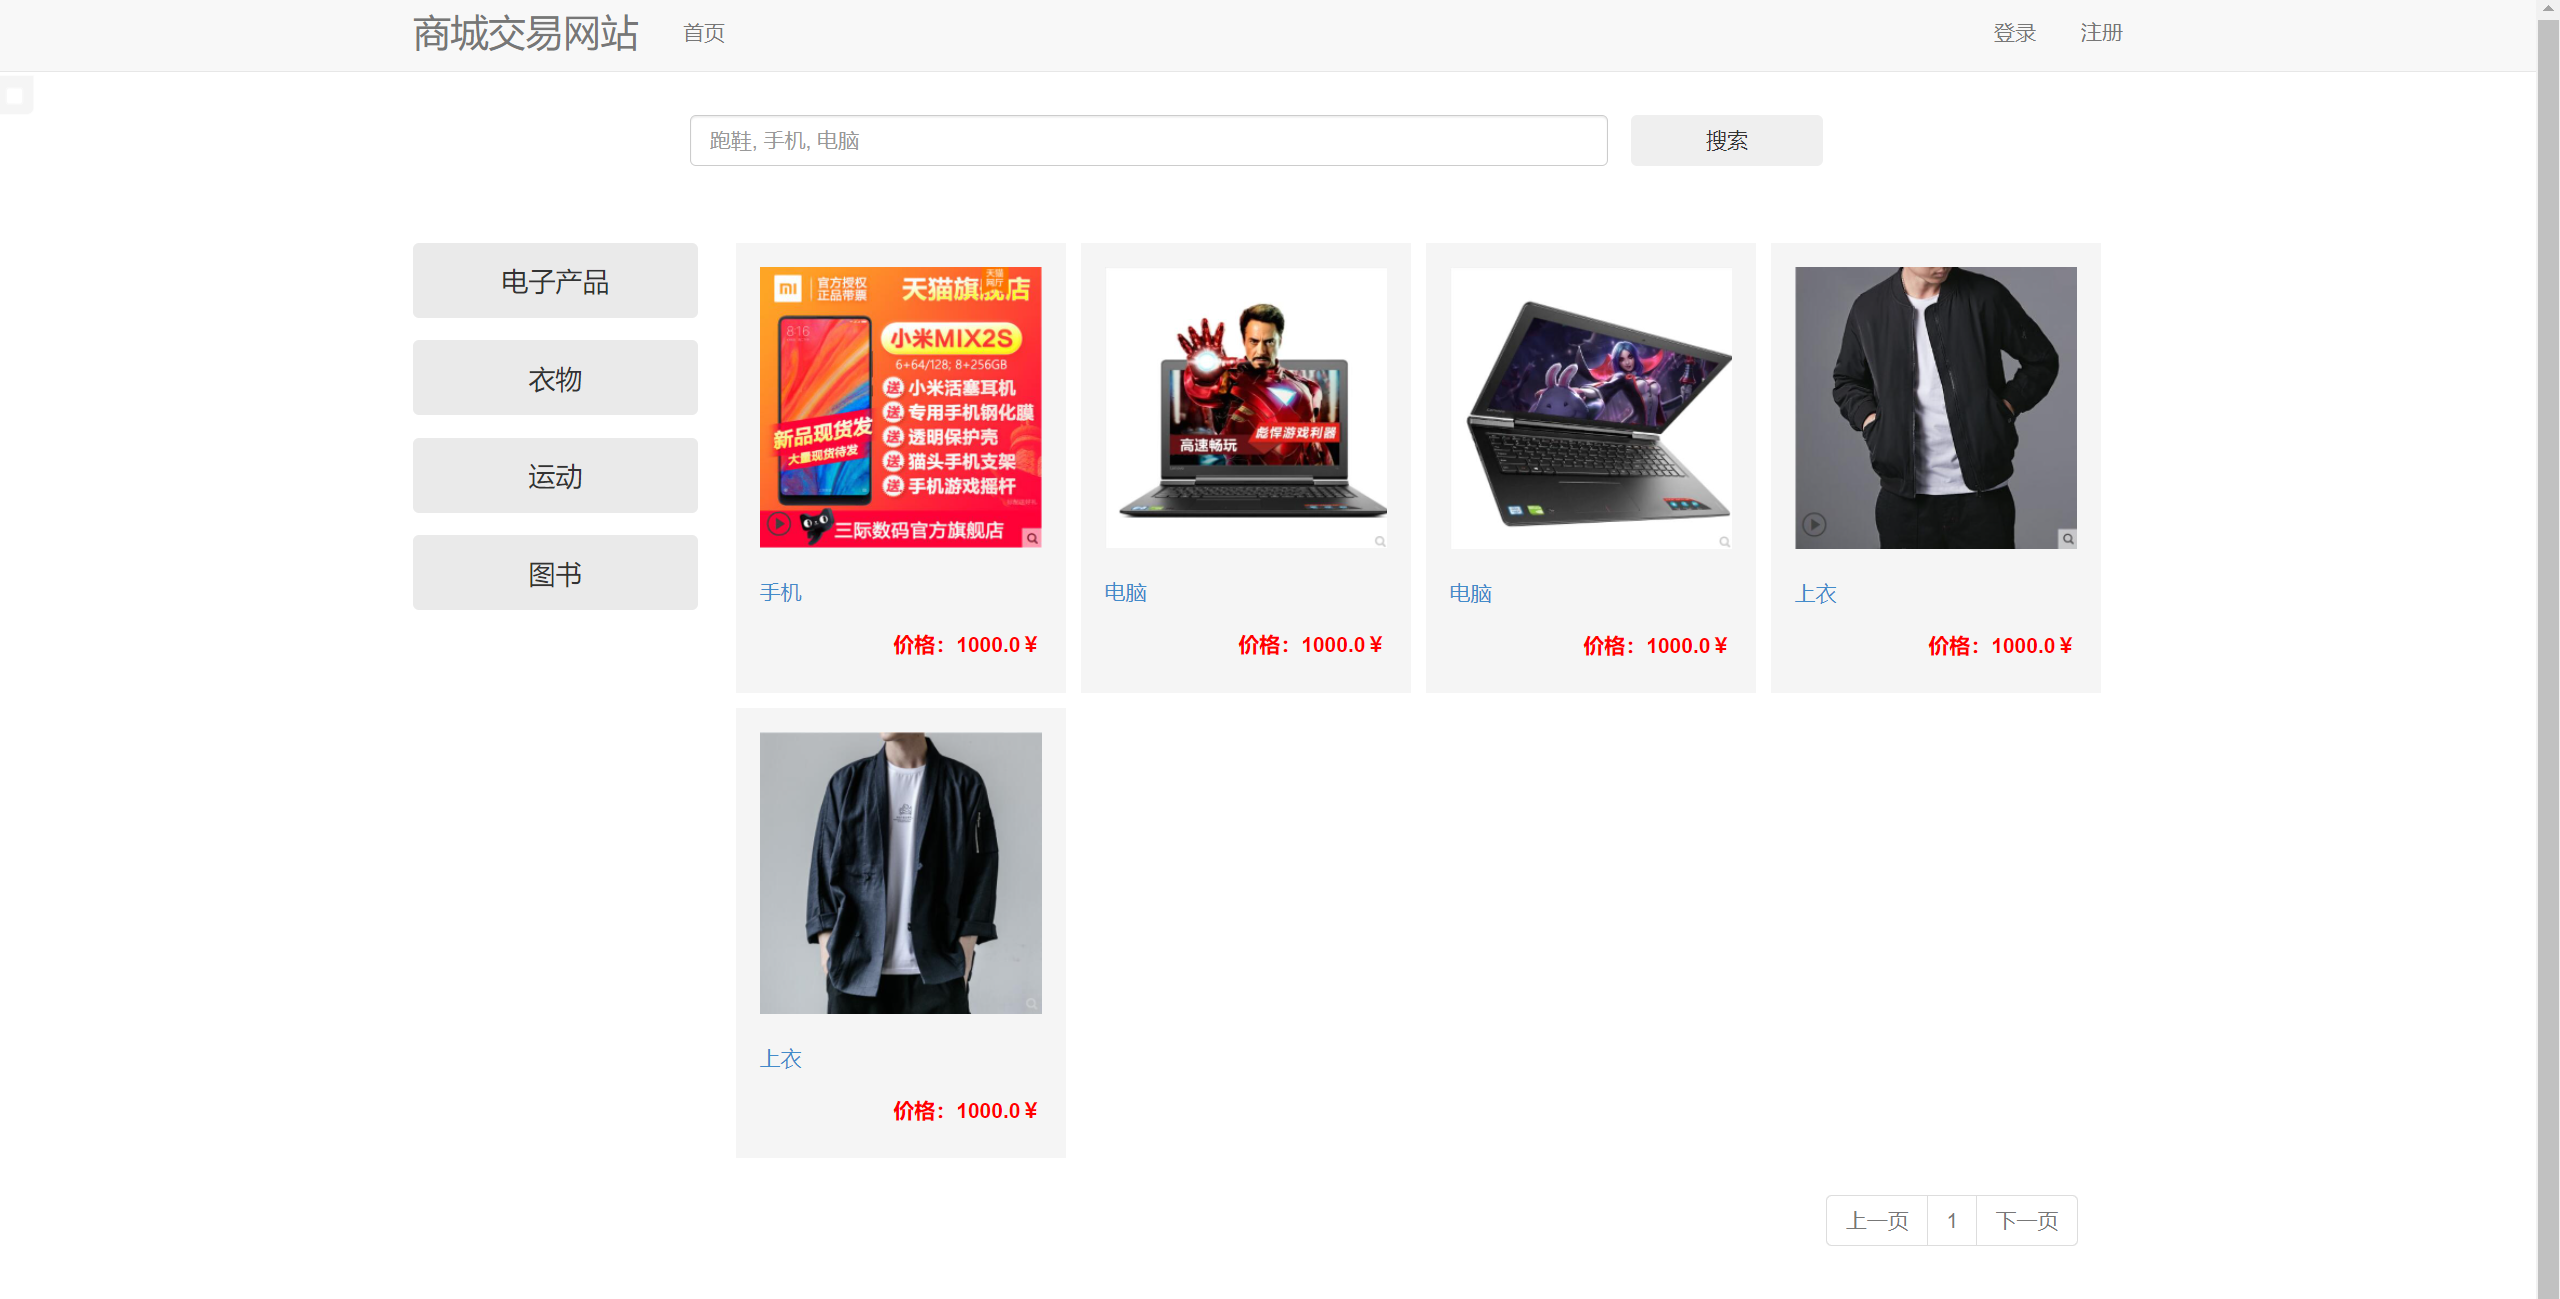 商城交易网站 首页 登录 注册
跑鞋, 手机, 电脑 搜索
电子产品
衣物
运动
图书
mi 官方授权 正品带票 天猫旗舰店
天猫网厅
8:16
小米MIX2S
6+64/128; 8+256GB
送 小米活塞耳机
送 专用手机钢化膜
送 透明保护壳
送 猫头手机支架
送 手机游戏摇杆
新品现货发
大量现货待发
三际数码官方旗舰店
手机
价格：1000.0￥
高速畅玩
彪悍游戏利器
电脑
价格：1000.0￥
电脑
价格：1000.0￥
上衣
价格：1000.0￥
上衣
价格：1000.0￥
上一页 1 下一页